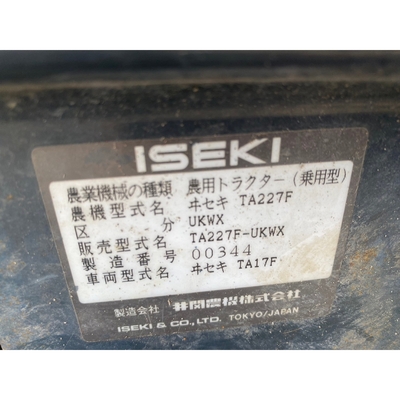 ISEKI
農業機械の種類 農用トラクター（乗用型）
農機型式名 ヰセキ TA227F
区分 UKWX
販売型式名 TA227F-UKWX
製造番号 00344
車両型式名 ヰセキ TA17F
製造会社 井関農機株式会社
ISEKI & CO., LTD. TOKYO/JAPAN